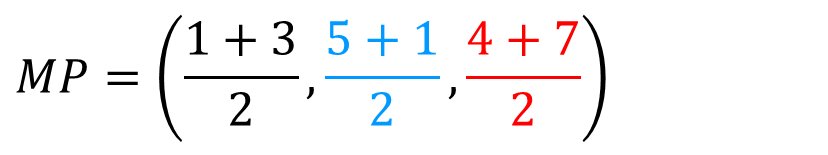 MP = ( (1 + 3)/2 , (5 + 1)/2 , (4 + 7)/2 )